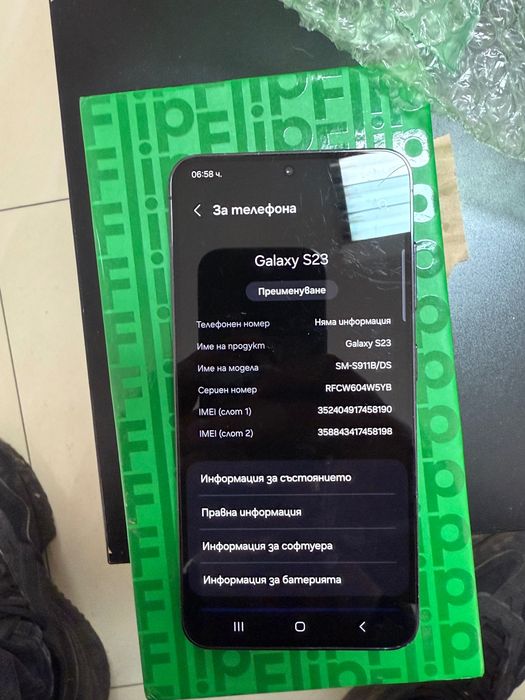 Flip
06:58 ч.
За телефона
Galaxy S23
Преименуване
Телефонен номер Няма информация
Име на продукт Galaxy S23
Име на модела SM-S911B/DS
Сериен номер RFCW604W5YB
IMEI (слот 1) 352404917458190
IMEI (слот 2) 358843417458198
Информация за състоянието
Правна информация
Информация за софтуера
Информация за батерията